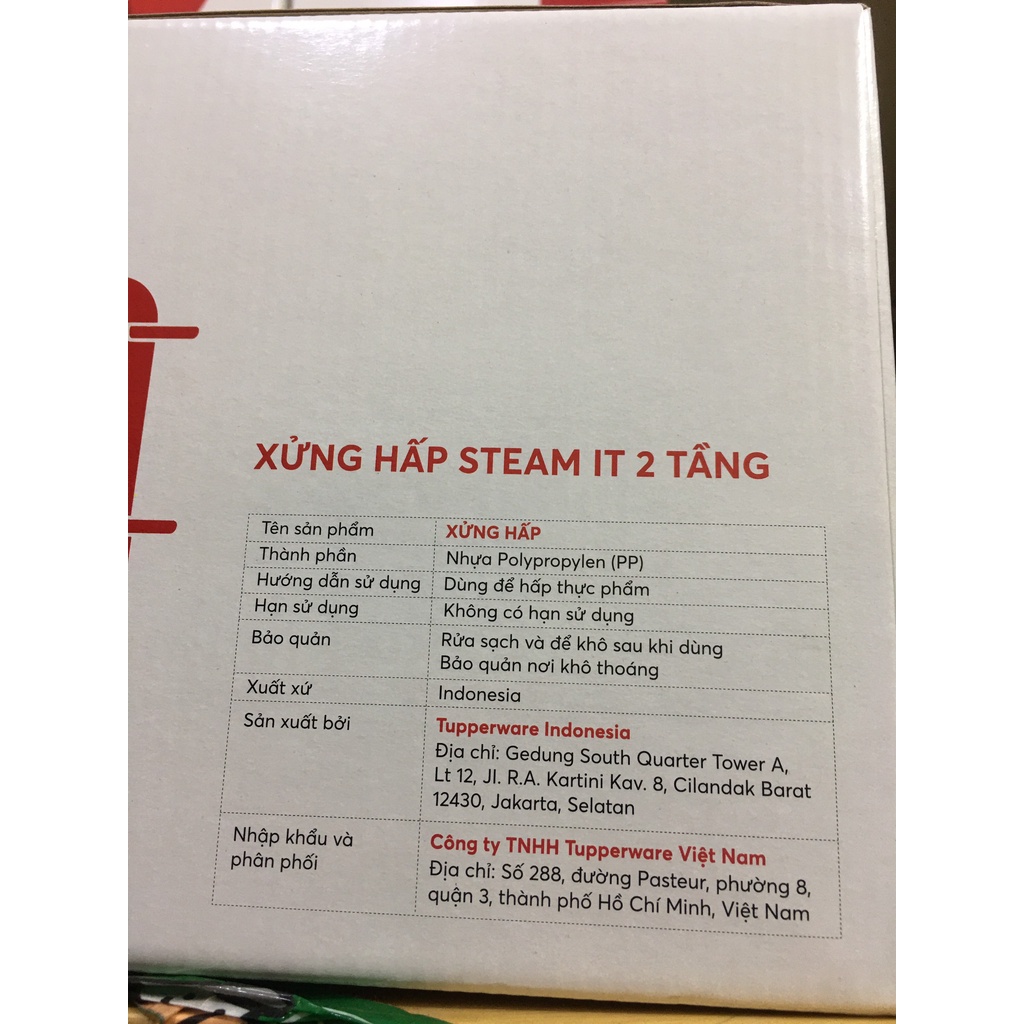 XỬNG HẤP STEAM IT 2 TẦNG
Tên sản phẩm XỬNG HẤP
Thành phần Nhựa Polypropylen (PP)
Hướng dẫn sử dụng Dùng để hấp thực phẩm
Hạn sử dụng Không có hạn sử dụng
Bảo quản Rửa sạch và để khô sau khi dùng
Bảo quản nơi khô thoáng
Xuất xứ Indonesia
Sản xuất bởi Tupperware Indonesia
Địa chỉ: Gedung South Quarter Tower A,
Lt 12, Jl. R.A. Kartini Kav. 8, Cilandak Barat
12430, Jakarta, Selatan
Nhập khẩu và Công ty TNHH Tupperware Việt Nam
phân phối Địa chỉ: Số 288, đường Pasteur, phường 8,
quận 3, thành phố Hồ Chí Minh, Việt Nam